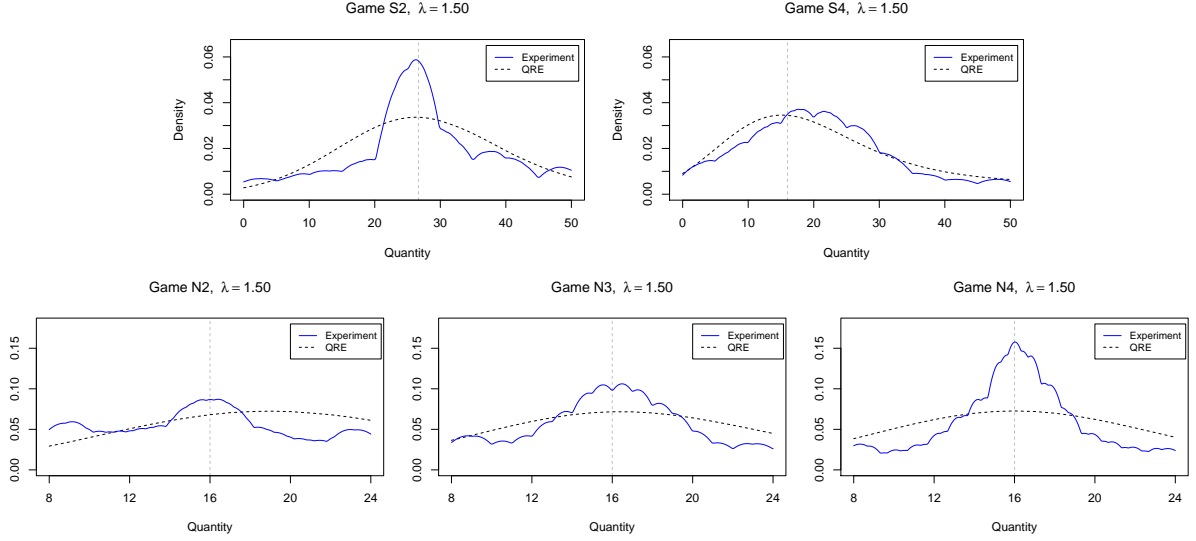 Game S2, λ = 1.50
Density
0.00 0.02 0.04 0.06
Experiment
QRE
0 10 20 30 40 50
Quantity
Game S4, λ = 1.50
Density
0.00 0.02 0.04 0.06
Experiment
QRE
0 10 20 30 40 50
Quantity
Game N2, λ = 1.50
0.00 0.05 0.10 0.15
Experiment
QRE
8 12 16 20 24
Quantity
Game N3, λ = 1.50
0.00 0.05 0.10 0.15
Experiment
QRE
8 12 16 20 24
Quantity
Game N4, λ = 1.50
0.00 0.05 0.10 0.15
Experiment
QRE
8 12 16 20 24
Quantity